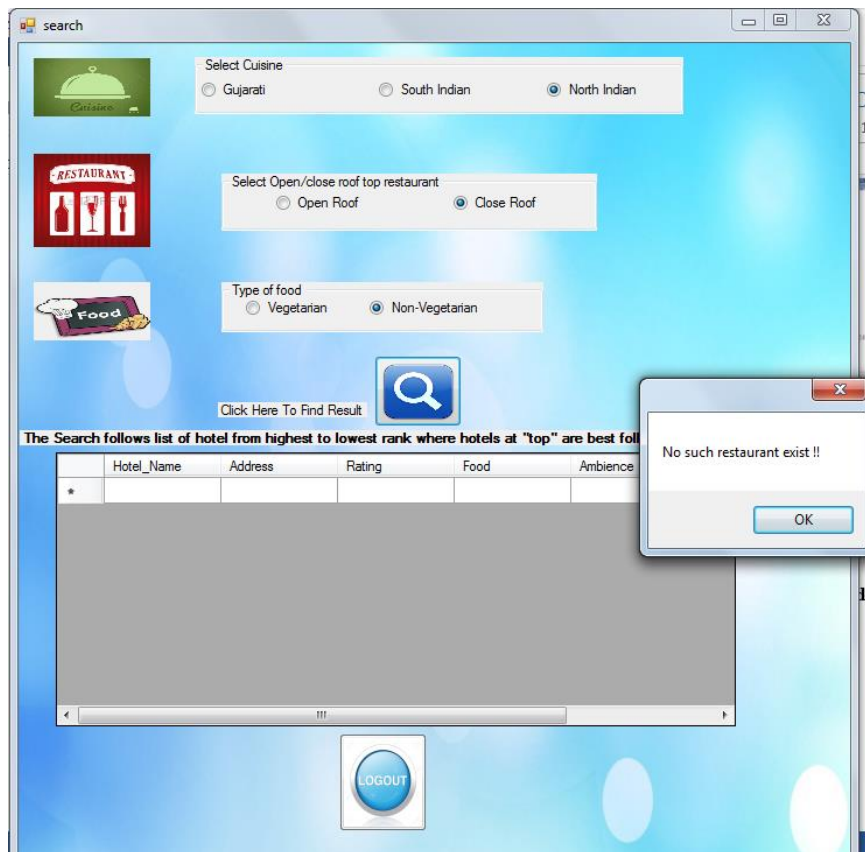 search
Select Cuisine
Gujarati South Indian North Indian
Cuisine
Select Open/close roof top restaurant
Open Roof Close Roof
RESTAURANT
Type of food
Vegetarian Non-Vegetarian
Food
Click Here To Find Result
The Search follows list of hotel from highest to lowest rank where hotels at "top" are best foll
No such restaurant exist !!
OK
Hotel_Name Address Rating Food Ambience
*
LOGOUT